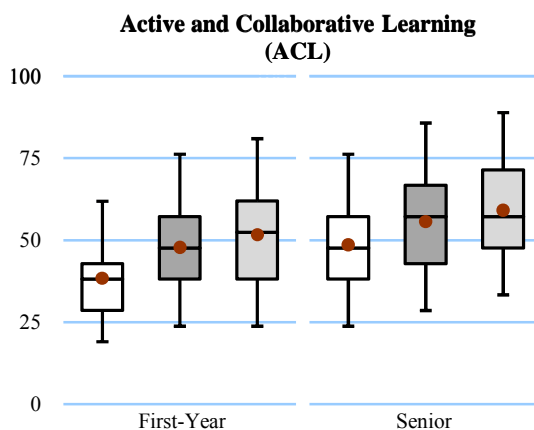 Active and Collaborative Learning
(ACL)
100
75
50
25
0
First-Year
Senior